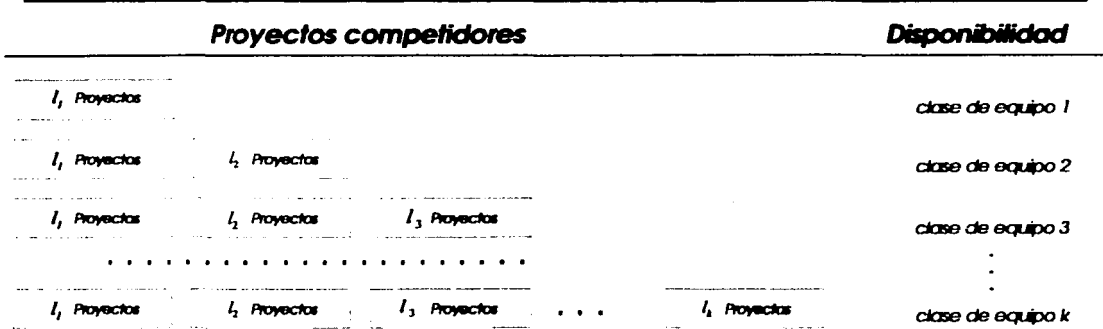 Proyectos competidores Disponibilidad
l₁ Proyectos clase de equipo 1
l₁ Proyectos l₂ Proyectos clase de equipo 2
l₁ Proyectos l₂ Proyectos l₃ Proyectos clase de equipo 3
l₁ Proyectos l₂ Proyectos l₃ Proyectos . . . lₖ Proyectos clase de equipo k